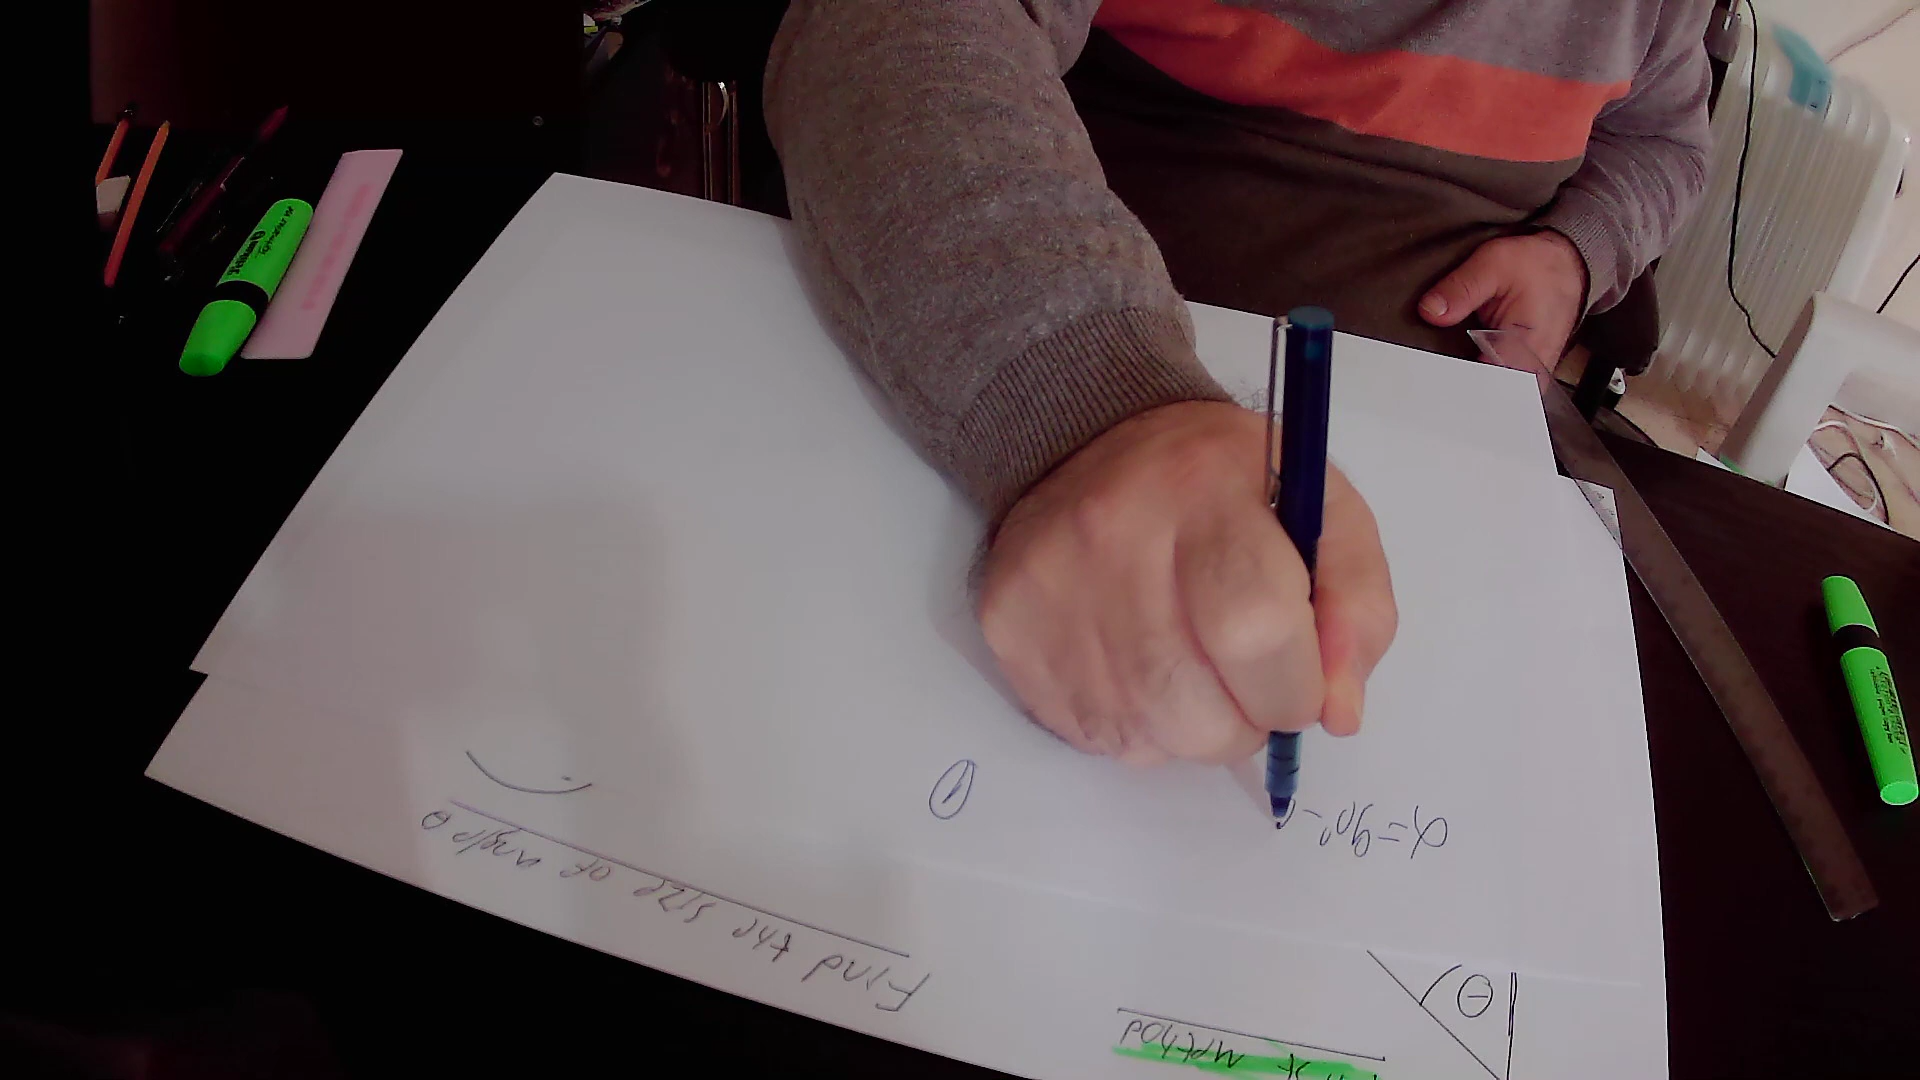 method
θ
Find the size of angle θ
α=90°-
1